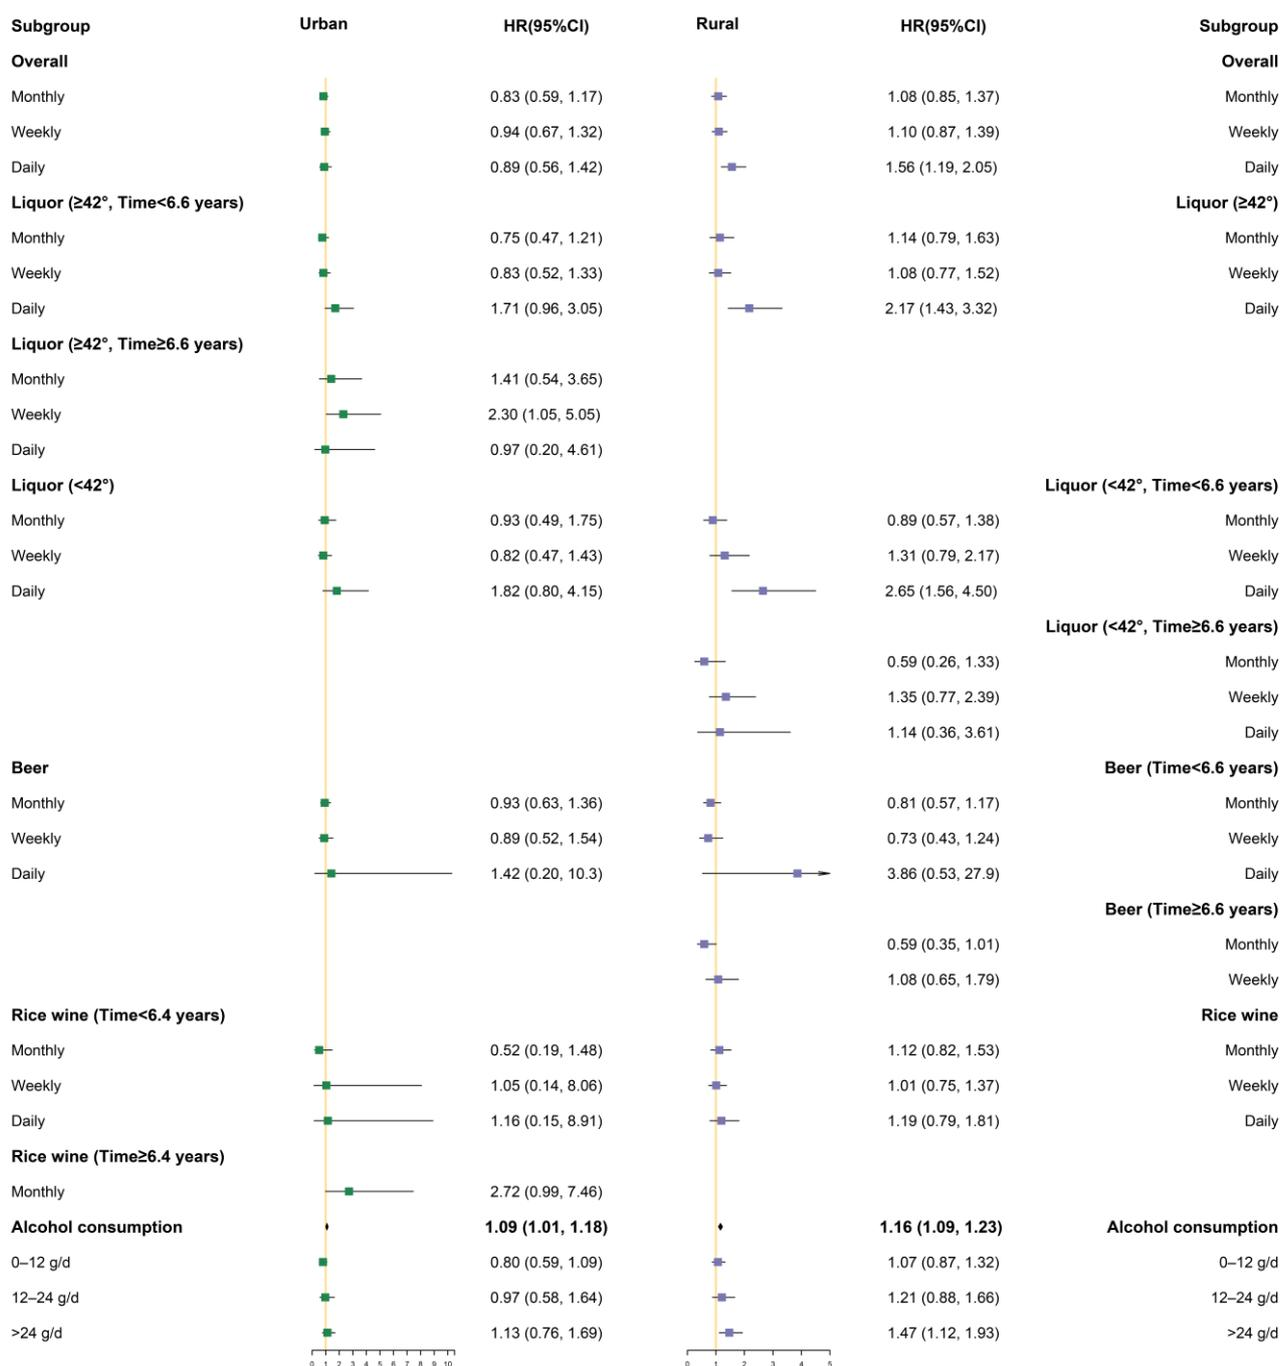 Subgroup Urban HR(95%CI) Rural HR(95%CI) Subgroup
Overall Overall
Monthly 0.83 (0.59, 1.17) 1.08 (0.85, 1.37) Monthly
Weekly 0.94 (0.67, 1.32) 1.10 (0.87, 1.39) Weekly
Daily 0.89 (0.56, 1.42) 1.56 (1.19, 2.05) Daily
Liquor (≥42°, Time<6.6 years) Liquor (≥42°)
Monthly 0.75 (0.47, 1.21) 1.14 (0.79, 1.63) Monthly
Weekly 0.83 (0.52, 1.33) 1.08 (0.77, 1.52) Weekly
Daily 1.71 (0.96, 3.05) 2.17 (1.43, 3.32) Daily
Liquor (≥42°, Time≥6.6 years)
Monthly 1.41 (0.54, 3.65)
Weekly 2.30 (1.05, 5.05)
Daily 0.97 (0.20, 4.61)
Liquor (<42°) Liquor (<42°, Time<6.6 years)
Monthly 0.93 (0.49, 1.75) 0.89 (0.57, 1.38) Monthly
Weekly 0.82 (0.47, 1.43) 1.31 (0.79, 2.17) Weekly
Daily 1.82 (0.80, 4.15) 2.65 (1.56, 4.50) Daily
Liquor (<42°, Time≥6.6 years)
0.59 (0.26, 1.33) Monthly
1.35 (0.77, 2.39) Weekly
1.14 (0.36, 3.61) Daily
Beer Beer (Time<6.6 years)
Monthly 0.93 (0.63, 1.36) 0.81 (0.57, 1.17) Monthly
Weekly 0.89 (0.52, 1.54) 0.73 (0.43, 1.24) Weekly
Daily 1.42 (0.20, 10.3) 3.86 (0.53, 27.9) Daily
Beer (Time≥6.6 years)
0.59 (0.35, 1.01) Monthly
1.08 (0.65, 1.79) Weekly
Rice wine (Time<6.4 years) Rice wine
Monthly 0.52 (0.19, 1.48) 1.12 (0.82, 1.53) Monthly
Weekly 1.05 (0.14, 8.06) 1.01 (0.75, 1.37) Weekly
Daily 1.16 (0.15, 8.91) 1.19 (0.79, 1.81) Daily
Rice wine (Time≥6.4 years)
Monthly 2.72 (0.99, 7.46)
Alcohol consumption 1.09 (1.01, 1.18) 1.16 (1.09, 1.23) Alcohol consumption
0–12 g/d 0.80 (0.59, 1.09) 1.07 (0.87, 1.32) 0–12 g/d
12–24 g/d 0.97 (0.58, 1.64) 1.21 (0.88, 1.66) 12–24 g/d
>24 g/d 1.13 (0.76, 1.69) 1.47 (1.12, 1.93) >24 g/d
0 1 2 3 4 5 6 7 8 9 10 0 1 2 3 4 5